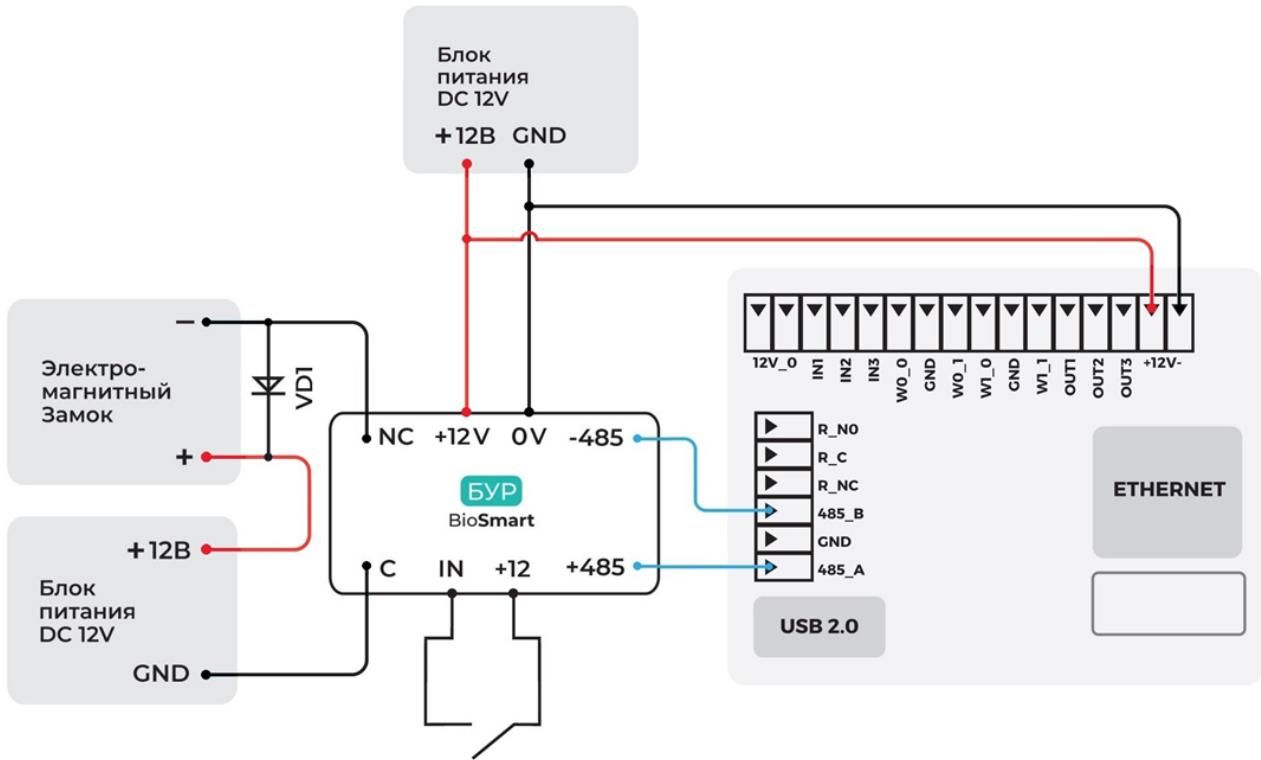 Блок
питания
DC 12V
+12В GND
−
Электро-
магнитный
Замок
+
VD1
+12В
Блок
питания
DC 12V
GND
NC +12V 0V -485
БУР
BioSmart
C IN +12 +485
12V_0 IN1 IN2 IN3 W0_0 GND W0_1 W1_0 GND W1_1 OUT1 OUT2 OUT3 +12V-
R_N0
R_C
R_NC
485_B
GND
485_A
ETHERNET
USB 2.0